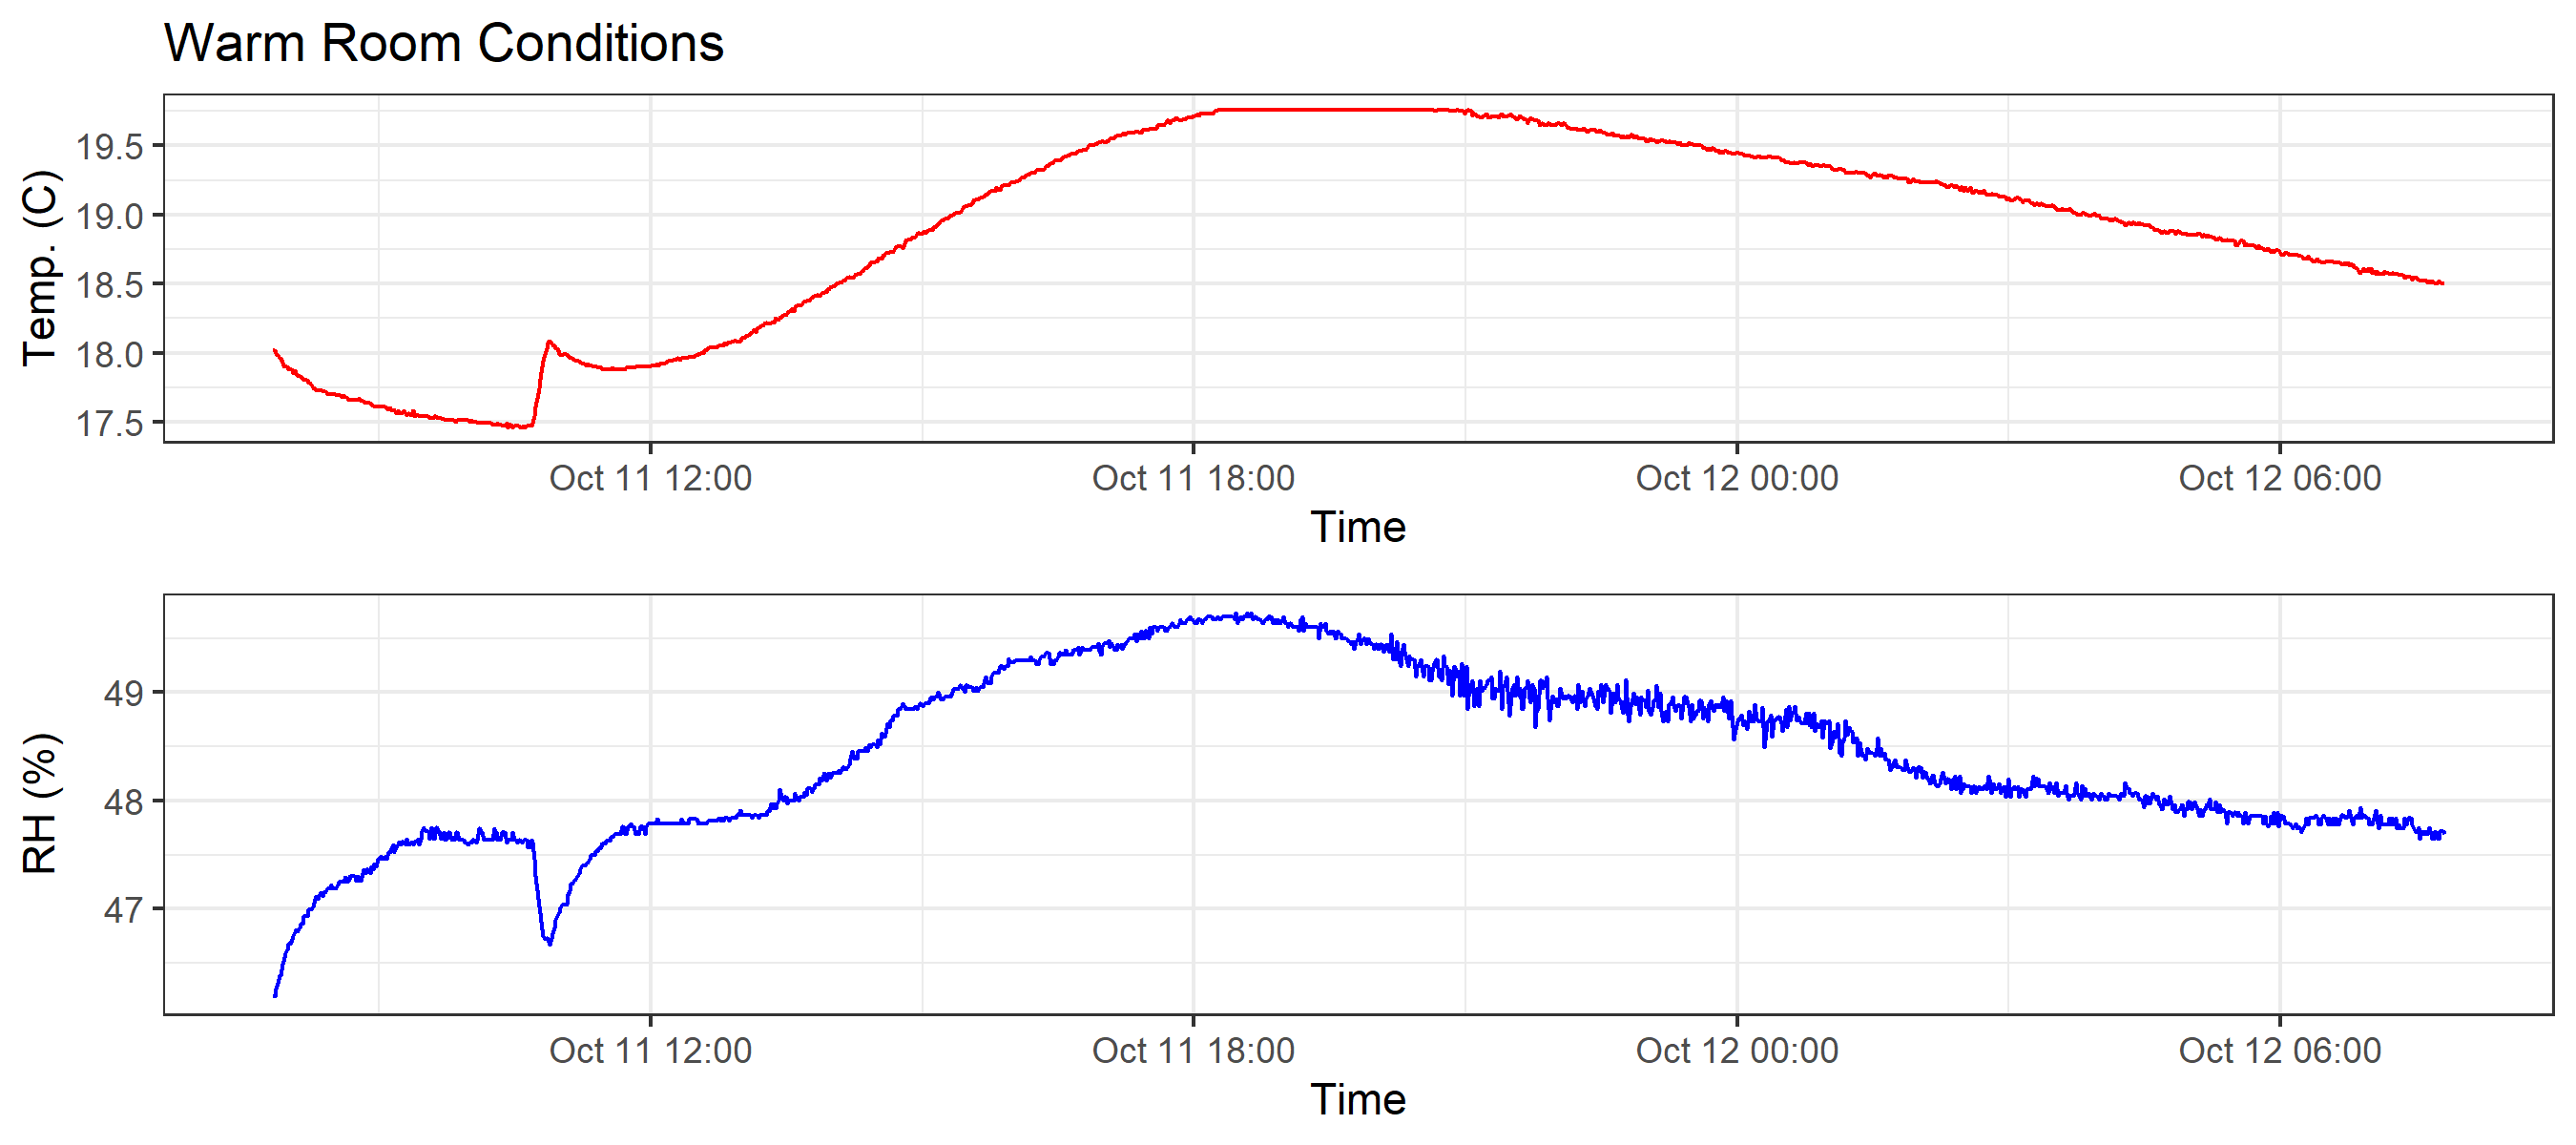 Warm Room Conditions
Temp. (C)
19.5
19.0
18.5
18.0
17.5
Oct 11 12:00 Oct 11 18:00 Oct 12 00:00 Oct 12 06:00
Time
RH (%)
49
48
47
Oct 11 12:00 Oct 11 18:00 Oct 12 00:00 Oct 12 06:00
Time